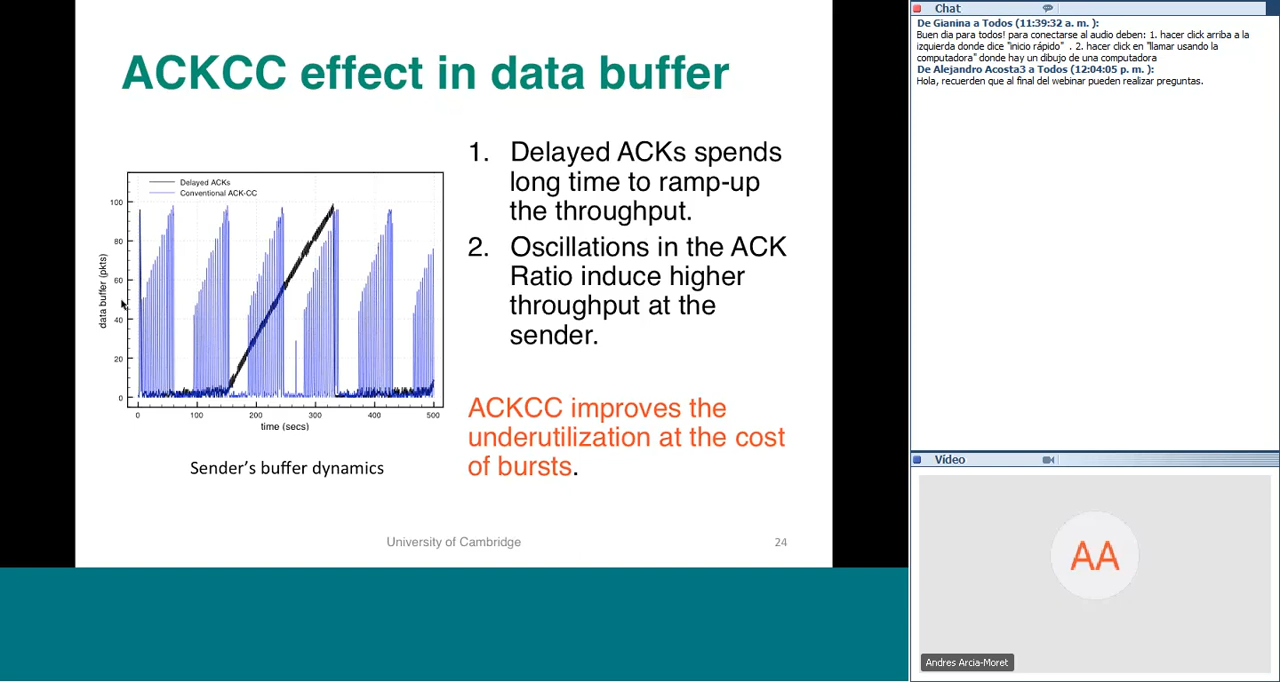 ACKCC effect in data buffer
Delayed ACKs
Conventional ACK-CC
100
80
60
40
20
0
data buffer (pkts)
0 100 200 300 400 500
time (secs)
Sender's buffer dynamics
1. Delayed ACKs spends
long time to ramp-up
the throughput.
2. Oscillations in the ACK
Ratio induce higher
throughput at the
sender.
ACKCC improves the
underutilization at the cost
of bursts.
University of Cambridge
24
Chat
De Gianina a Todos (11:39:32 a. m. ):
Buen dia para todos! para conectarse al audio deben: 1. hacer click arriba a la
izquierda donde dice "inicio rápido" . 2. hacer click en "llamar usando la
computadora" donde hay un dibujo de una computadora
De Alejandro Acosta3 a Todos (12:04:05 p. m. ):
Hola, recuerden que al final del webinar pueden realizar preguntas.
Vídeo
AA
Andres Arcia-Moret